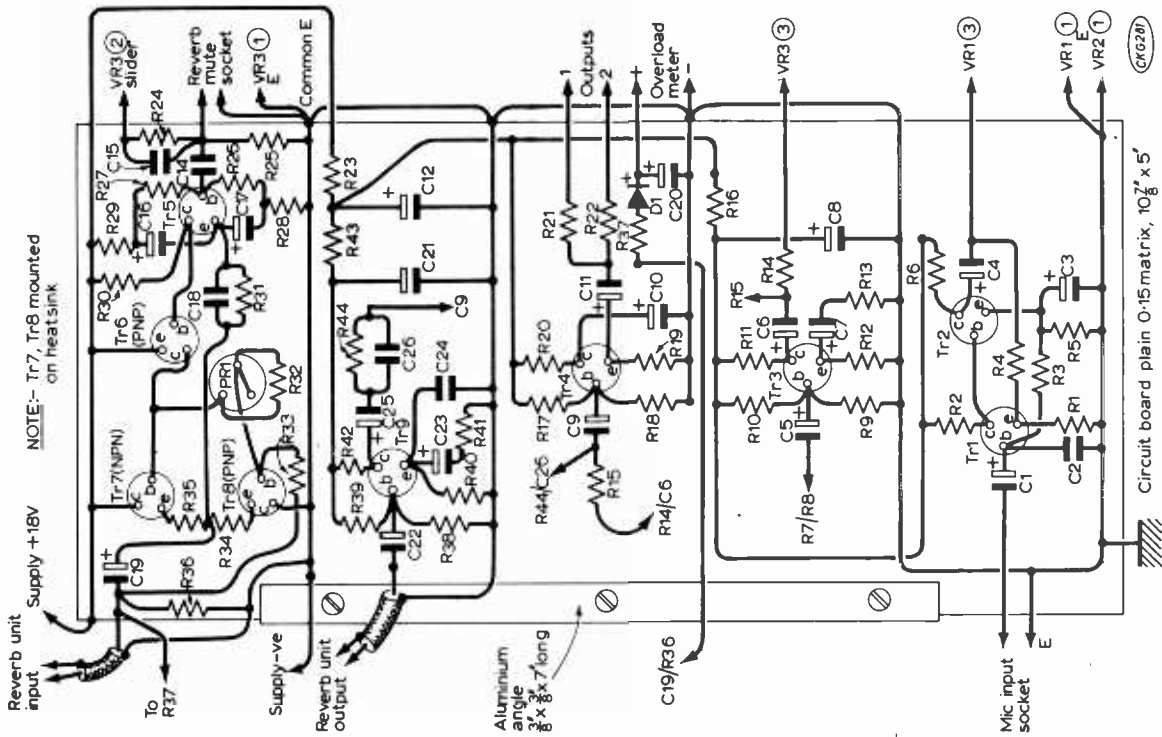 NOTE:- Tr7, Tr8 mounted
on heat sink
Reverb unit
input
Supply +18V
To
R37
Supply-ve
Reverb unit
output
Aluminium
angle
3/8" x 3/8" x 7" long
C19/R36
Mic input
socket
E
VR3 ② slider
R24
Reverb
mute
socket
VR3 ①
E
Common E
C15
R27
C14
R25
R25
R29
C16
Tr5
c
b
e
C17
R28
R30
Tr6
(PNP)
e
b
c
C18
R31
PR1
R32
R33
Tr7(NPN)
c
b
e
R35
Tr8(PNP)
e
b
c
R34
C19
+
R36
R23
R43
C12
+
C21
R44
C26
C9
C25
+
R42
R39
Tr9
c
b
e
C24
C23
+
R41
R40
R38
C22
Outputs
1
2
+
Overload
meter
-
R21
R22
R37
D1
+
C20
+
C11
+
C10
+
R20
R19
Tr4
c
b
e
R17
R18
C9
R44/C26
R15
R14/C6
R16
C8
+
VR3 ③
R14
R15
R13
C6
+
C7
+
R11
R12
Tr3
c
b
e
R10
R9
C5
+
R7/R8
VR1 ③
R6
C4
+
C3
+
Tr2
c
b
e
R4
R5
R3
R2
Tr1
c
b
e
R1
C1
+
C2
VR1 ①
E
VR2 ①
CKG281
Circuit board plain 0·15 matrix, 10 7/8" x 5"